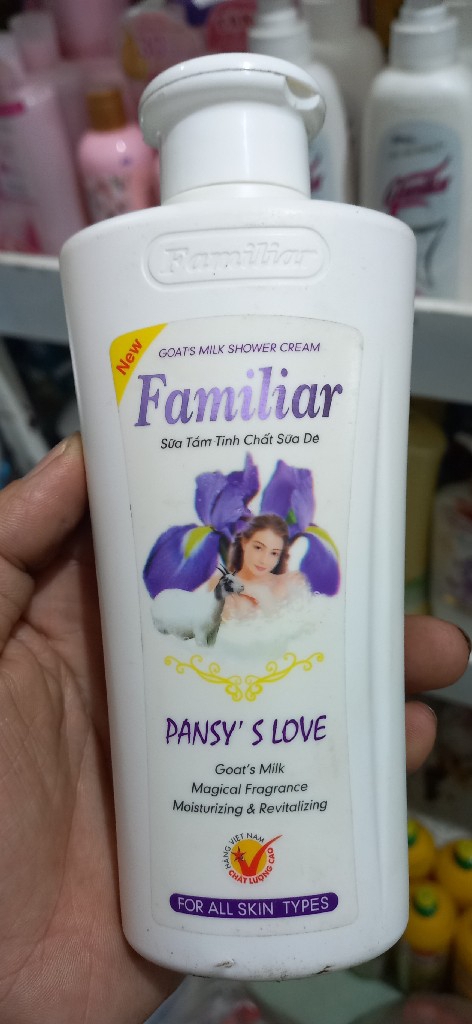 Familiar
New
GOAT'S MILK SHOWER CREAM
Familiar
Sữa Tắm Tinh Chất Sữa Dê
PANSY' S LOVE
Goat's Milk
Magical Fragrance
Moisturizing & Revitalizing
HÀNG VIỆT NAM
CHẤT LƯỢNG CAO
FOR ALL SKIN TYPES